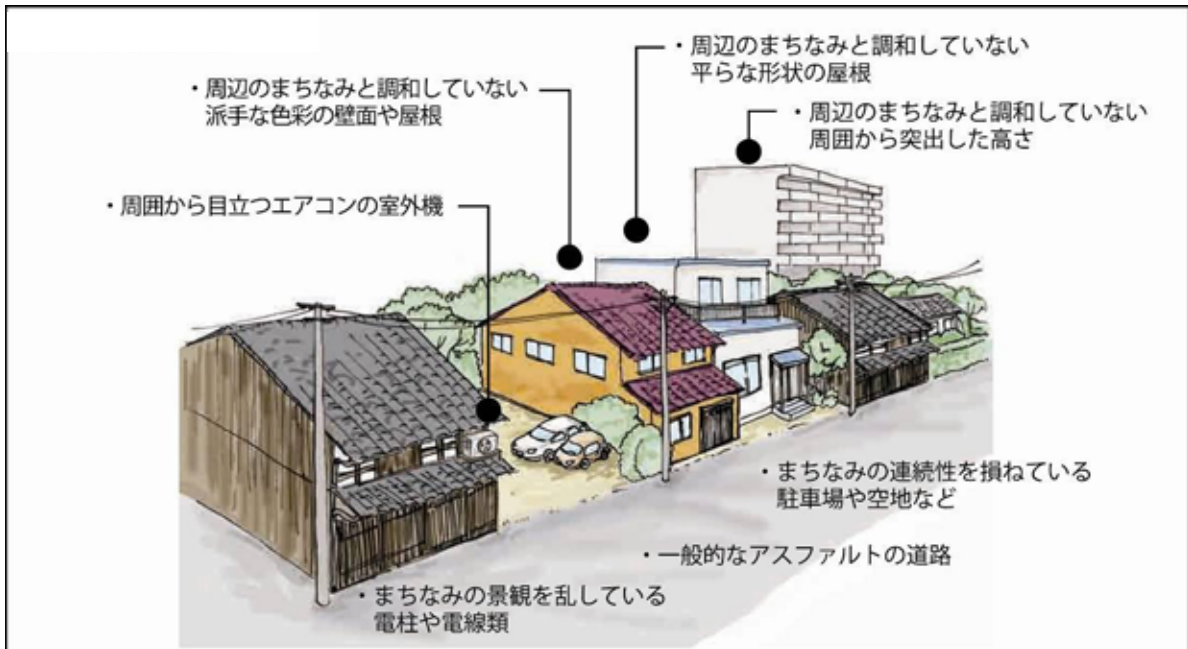 ・周辺のまちなみと調和していない
平らな形状の屋根
・周辺のまちなみと調和していない
派手な色彩の壁面や屋根
・周辺のまちなみと調和していない
周囲から突出した高さ
・周囲から目立つエアコンの室外機
・まちなみの連続性を損ねている
駐車場や空地など
・一般的なアスファルトの道路
・まちなみの景観を乱している
電柱や電線類